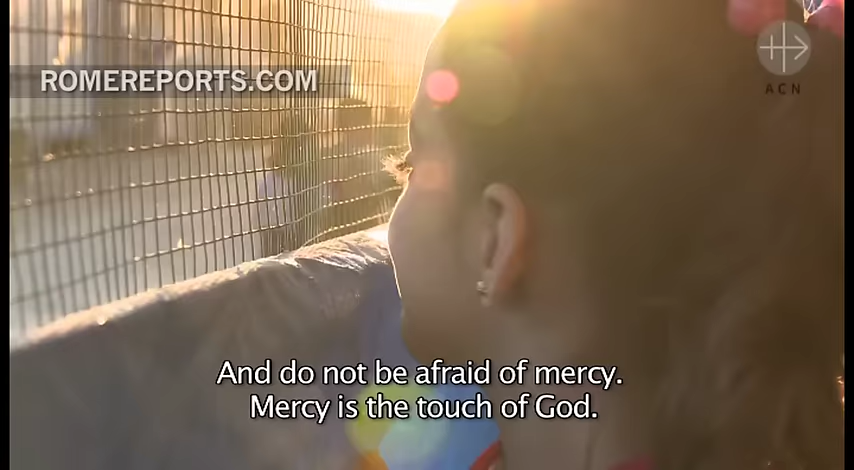 ROMEREPORTS.COM
ACN
And do not be afraid of mercy.
Mercy is the touch of God.